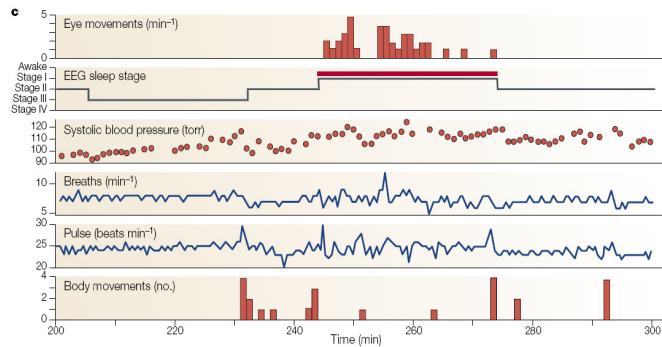 c
Eye movements (min⁻¹)
5
0
EEG sleep stage
Awake
Stage I
Stage II
Stage III
Stage IV
Systolic blood pressure (torr)
120
110
100
90
Breaths (min⁻¹)
10
5
Pulse (beats min⁻¹)
30
25
20
Body movements (no.)
4
2
0
200 220 240 260 280 300
Time (min)